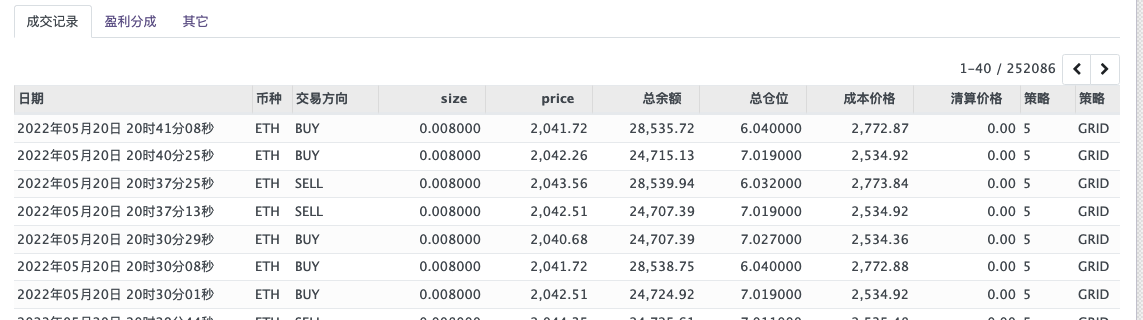 成交记录 盈利分成 其它
1-40 / 252086
日期 币种 交易方向 size price 总余额 总仓位 成本价格 清算价格 策略 策略
2022年05月20日 20时41分08秒 ETH BUY 0.008000 2,041.72 28,535.72 6.040000 2,772.87 0.00 5 GRID
2022年05月20日 20时40分25秒 ETH BUY 0.008000 2,042.26 24,715.13 7.019000 2,534.92 0.00 5 GRID
2022年05月20日 20时37分25秒 ETH SELL 0.008000 2,043.56 28,539.94 6.032000 2,773.84 0.00 5 GRID
2022年05月20日 20时37分13秒 ETH SELL 0.008000 2,042.51 24,707.39 7.019000 2,534.92 0.00 5 GRID
2022年05月20日 20时30分29秒 ETH BUY 0.008000 2,040.68 24,707.39 7.027000 2,534.36 0.00 5 GRID
2022年05月20日 20时30分08秒 ETH BUY 0.008000 2,041.72 28,538.75 6.040000 2,772.88 0.00 5 GRID
2022年05月20日 20时30分01秒 ETH BUY 0.008000 2,042.51 24,724.92 7.019000 2,534.92 0.00 5 GRID